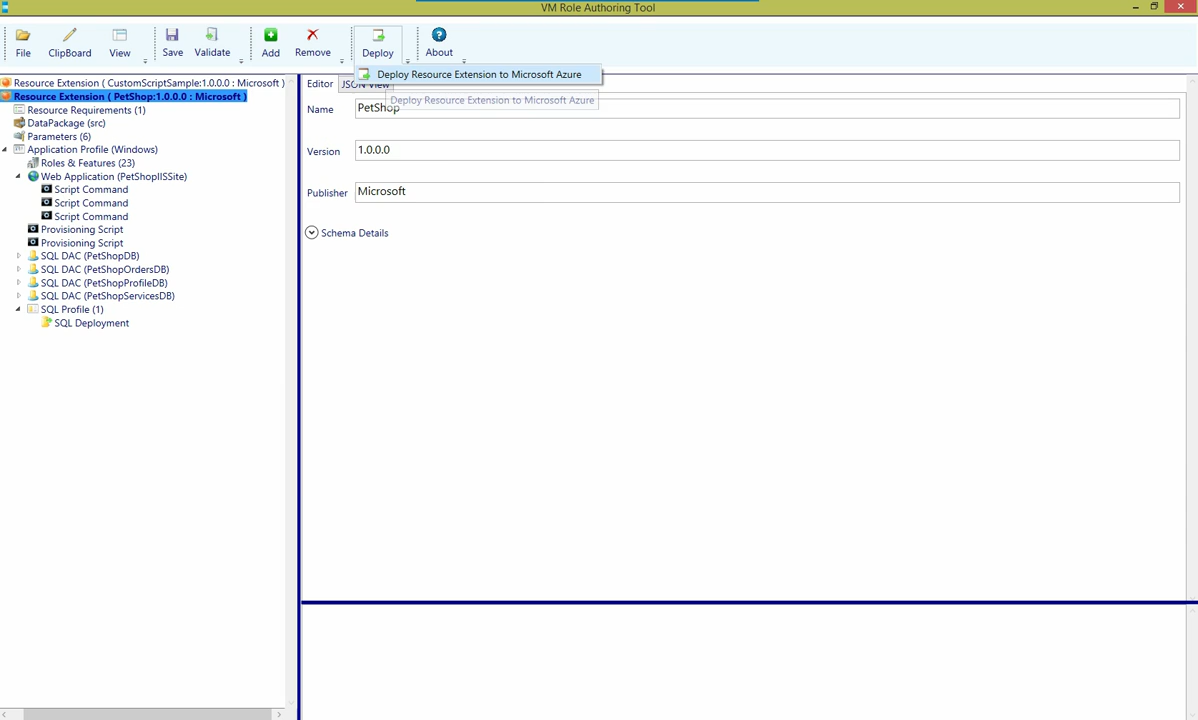 VM Role Authoring Tool
File
ClipBoard
View
Save
Validate
Add
Remove
Deploy
About
Deploy Resource Extension to Microsoft Azure
Resource Extension ( CustomScriptSample:1.0.0.0 : Microsoft )
Resource Extension ( PetShop:1.0.0.0 : Microsoft )
Resource Requirements (1)
DataPackage (src)
Parameters (6)
Application Profile (Windows)
Roles & Features (23)
Web Application (PetShopIISSite)
Script Command
Script Command
Script Command
Provisioning Script
Provisioning Script
SQL DAC (PetShopDB)
SQL DAC (PetShopOrdersDB)
SQL DAC (PetShopProfileDB)
SQL DAC (PetShopServicesDB)
SQL Profile (1)
SQL Deployment
Editor
JSON View
Deploy Resource Extension to Microsoft Azure
Name
PetShop
Version
1.0.0.0
Publisher
Microsoft
Schema Details